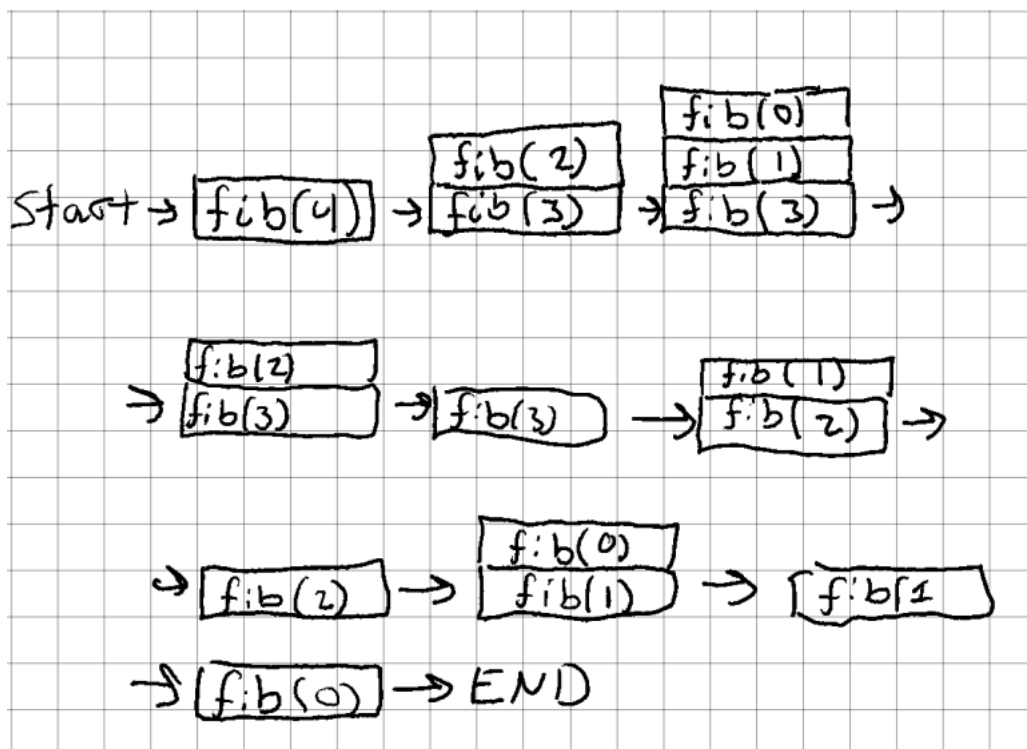 fib(0)
fib(2) fib(1)
Start → fib(4) → fib(3) → fib(3) →
fib(2) fib(1)
→ fib(3) → fib(3) → fib(2) →
fib(0)
→ fib(2) → fib(1) → fib(1
→ fib(0) → END